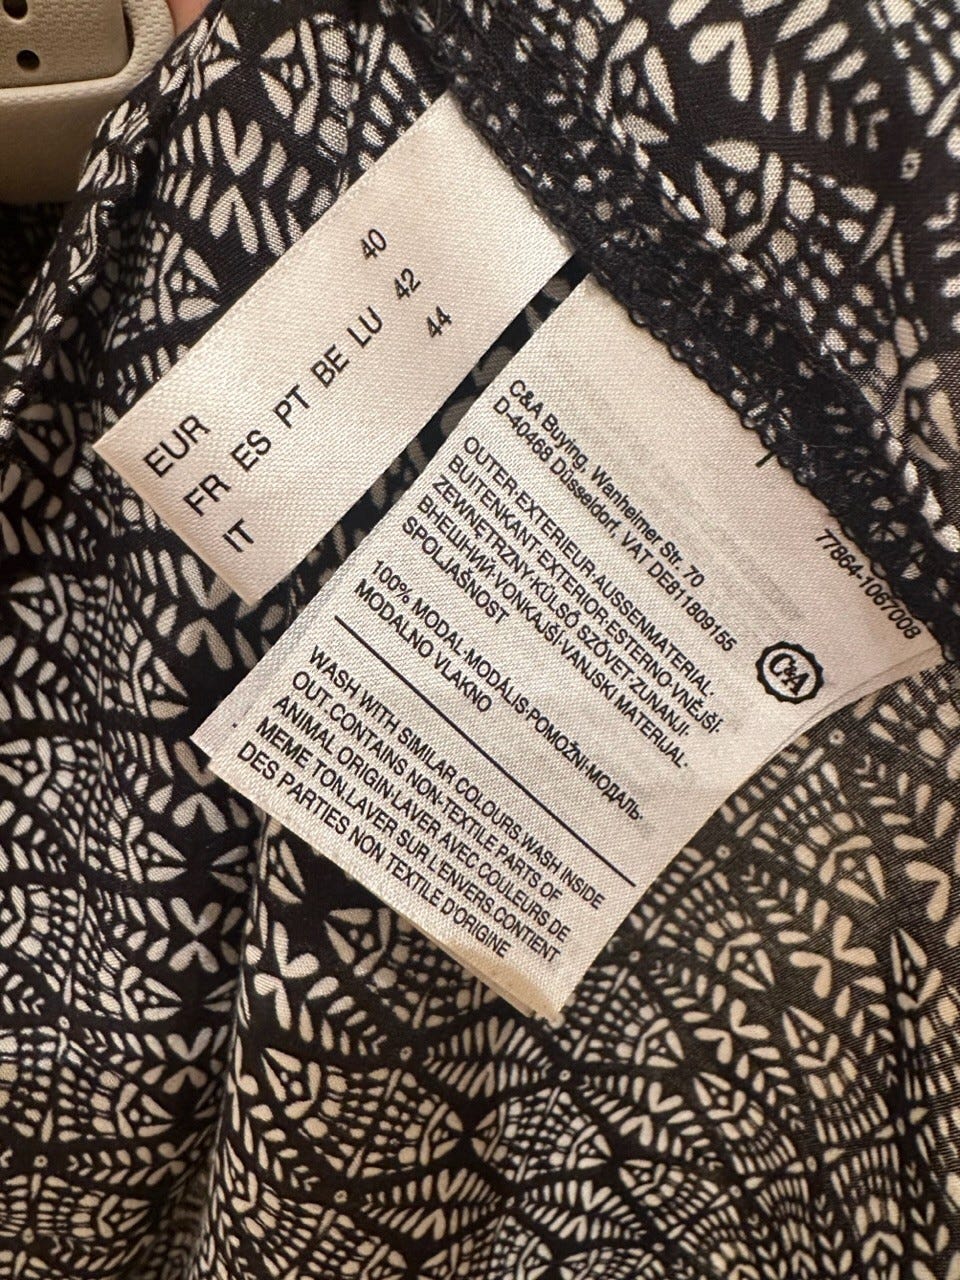 EUR 40
FR ES PT BE LU 42
IT 44
C&A Buying, Wanheimer Str. 70
D-40468 Düsseldorf, VAT DE811809155
OUTER·EXTERIEUR·AUSSENMATERIAL·
BUITENKANT·EXTERIOR·ESTERNO·VNĚJŠÍ·
ZEWNĘTRZNY·KÜLSŐ SZÖVET·ZUNANJI·
ВНЕШНИЙ·VONKAJŠÍ·VANJSKI MATERIJAL·
SPOLJAŠNOST
100% MODAL·MODÁLIS·POMOŽNI·МОДАЛЬ·
MODALNO VLAKNO
WASH WITH SIMILAR COLOURS.WASH INSIDE
OUT.CONTAINS NON-TEXTILE PARTS OF
ANIMAL ORIGIN·LAVER AVEC COULEURS DE
MEME TON.LAVER SUR L'ENVERS.CONTIENT
DES PARTIES NON TEXTILE D'ORIGINE
77864-1067008
C&A